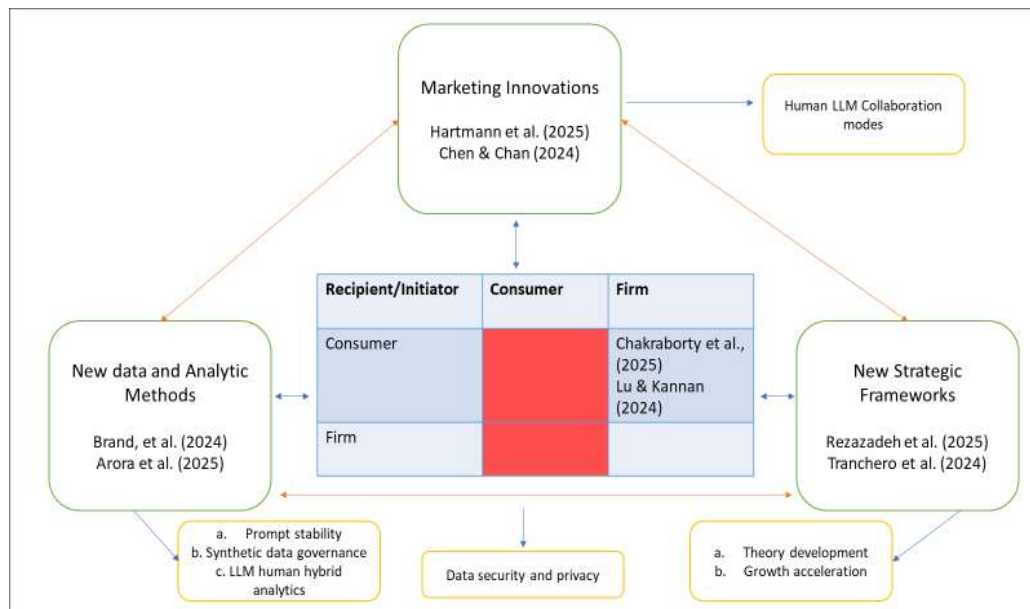 Marketing Innovations
Hartmann et al. (2025)
Chen & Chan (2024)
Human LLM Collaboration
modes
Recipient/Initiator Consumer Firm
Consumer Chakraborty et al.,
(2025)
Lu & Kannan
(2024)
Firm
New data and Analytic
Methods
Brand, et al. (2024)
Arora et al. (2025)
New Strategic
Frameworks
Rezazadeh et al. (2025)
Tranchero et al. (2024)
a. Prompt stability
b. Synthetic data governance
c. LLM human hybrid
analytics
Data security and privacy
a. Theory development
b. Growth acceleration